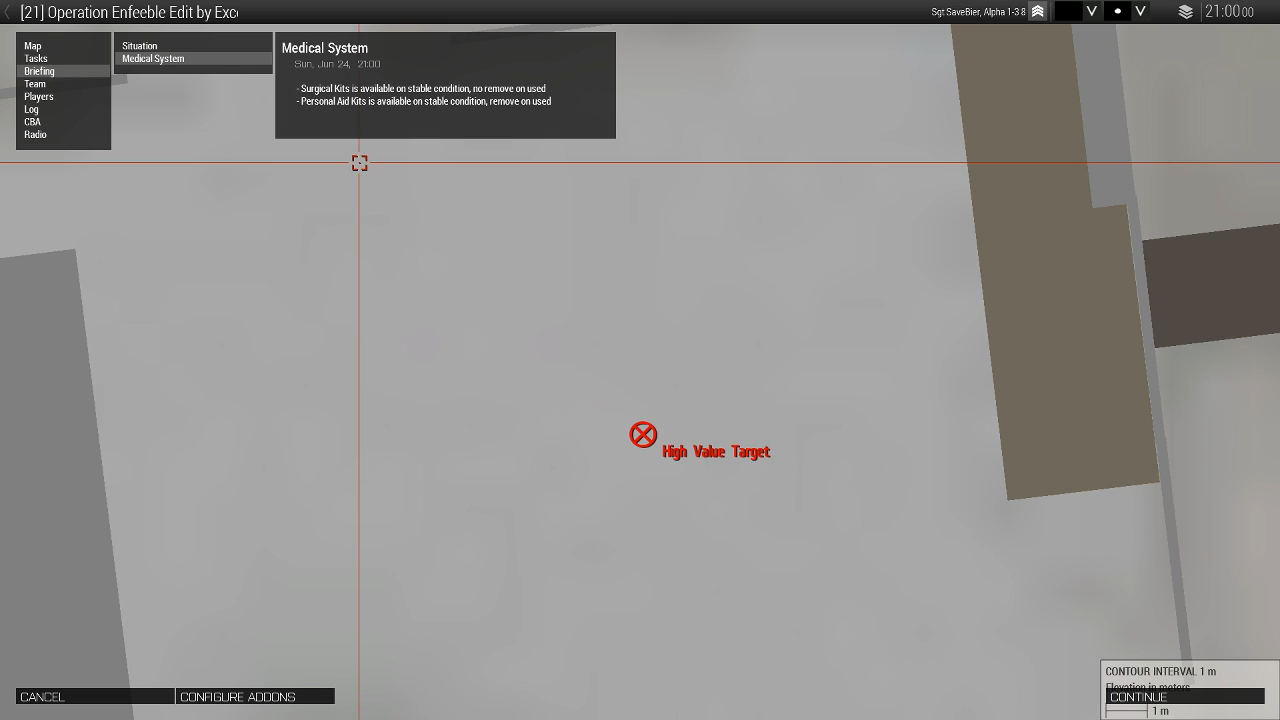 [21] Operation Enfeeble Edit by Exc
Sgt.SaveBier, Alpha 1-3 8
21:00:00
Map
Tasks
Briefing
Team
Players
Log
CBA
Radio
Situation
Medical System
Medical System
Sun, Jun 24, 21:00
- Surgical Kits is available on stable condition, no remove on used
- Personal Aid Kits is available on stable condition, remove on used
High Value Target
CANCEL
CONFIGURE ADDONS
CONTOUR INTERVAL 1 m
Elevation in meters
CONTINUE
1 m